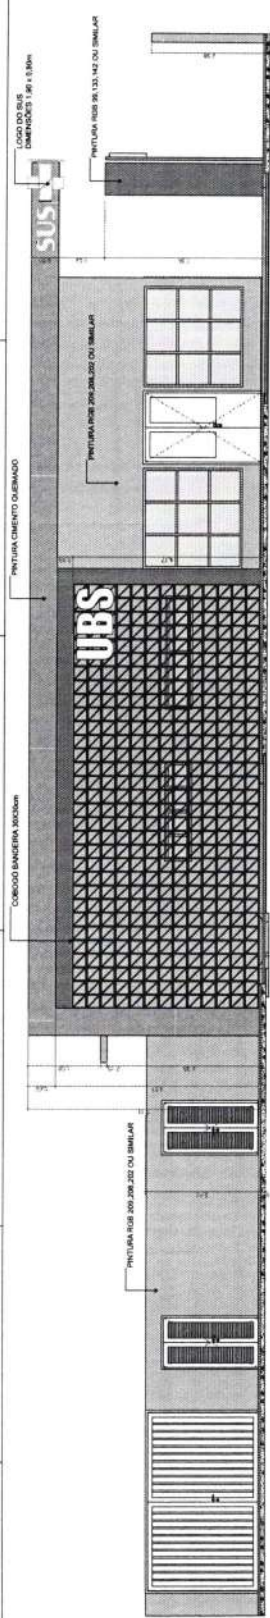 LOGO DO SUS
DIMENSÕES 1,90 x 0,80m
PINTURA RGB 99,133,142 OU SIMILAR
SUS
PINTURA CIMENTO QUEIMADO
PINTURA RGB 209,208,202 OU SIMILAR
COBOGÓ BANDEIRA 30X30cm
UBS
PINTURA RGB 209,208,202 OU SIMILAR